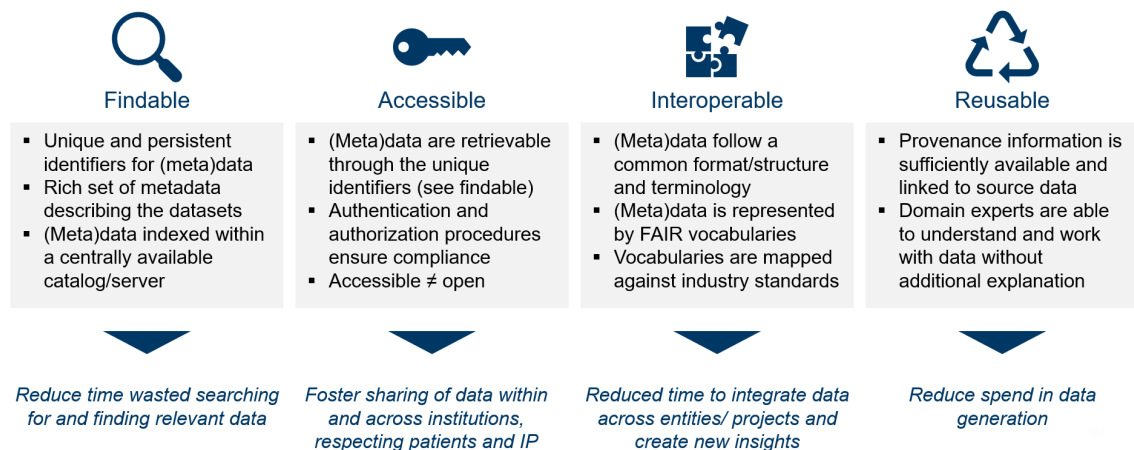 Findable
▪ Unique and persistent
identifiers for (meta)data
▪ Rich set of metadata
describing the datasets
▪ (Meta)data indexed within
a centrally available
catalog/server
Reduce time wasted searching
for and finding relevant data
Accessible
▪ (Meta)data are retrievable
through the unique
identifiers (see findable)
▪ Authentication and
authorization procedures
ensure compliance
▪ Accessible ≠ open
Foster sharing of data within
and across institutions,
respecting patients and IP
Interoperable
▪ (Meta)data follow a
common format/structure
and terminology
▪ (Meta)data is represented
by FAIR vocabularies
▪ Vocabularies are mapped
against industry standards
Reduced time to integrate data
across entities/ projects and
create new insights
Reusable
▪ Provenance information is
sufficiently available and
linked to source data
▪ Domain experts are able
to understand and work
with data without
additional explanation
Reduce spend in data
generation